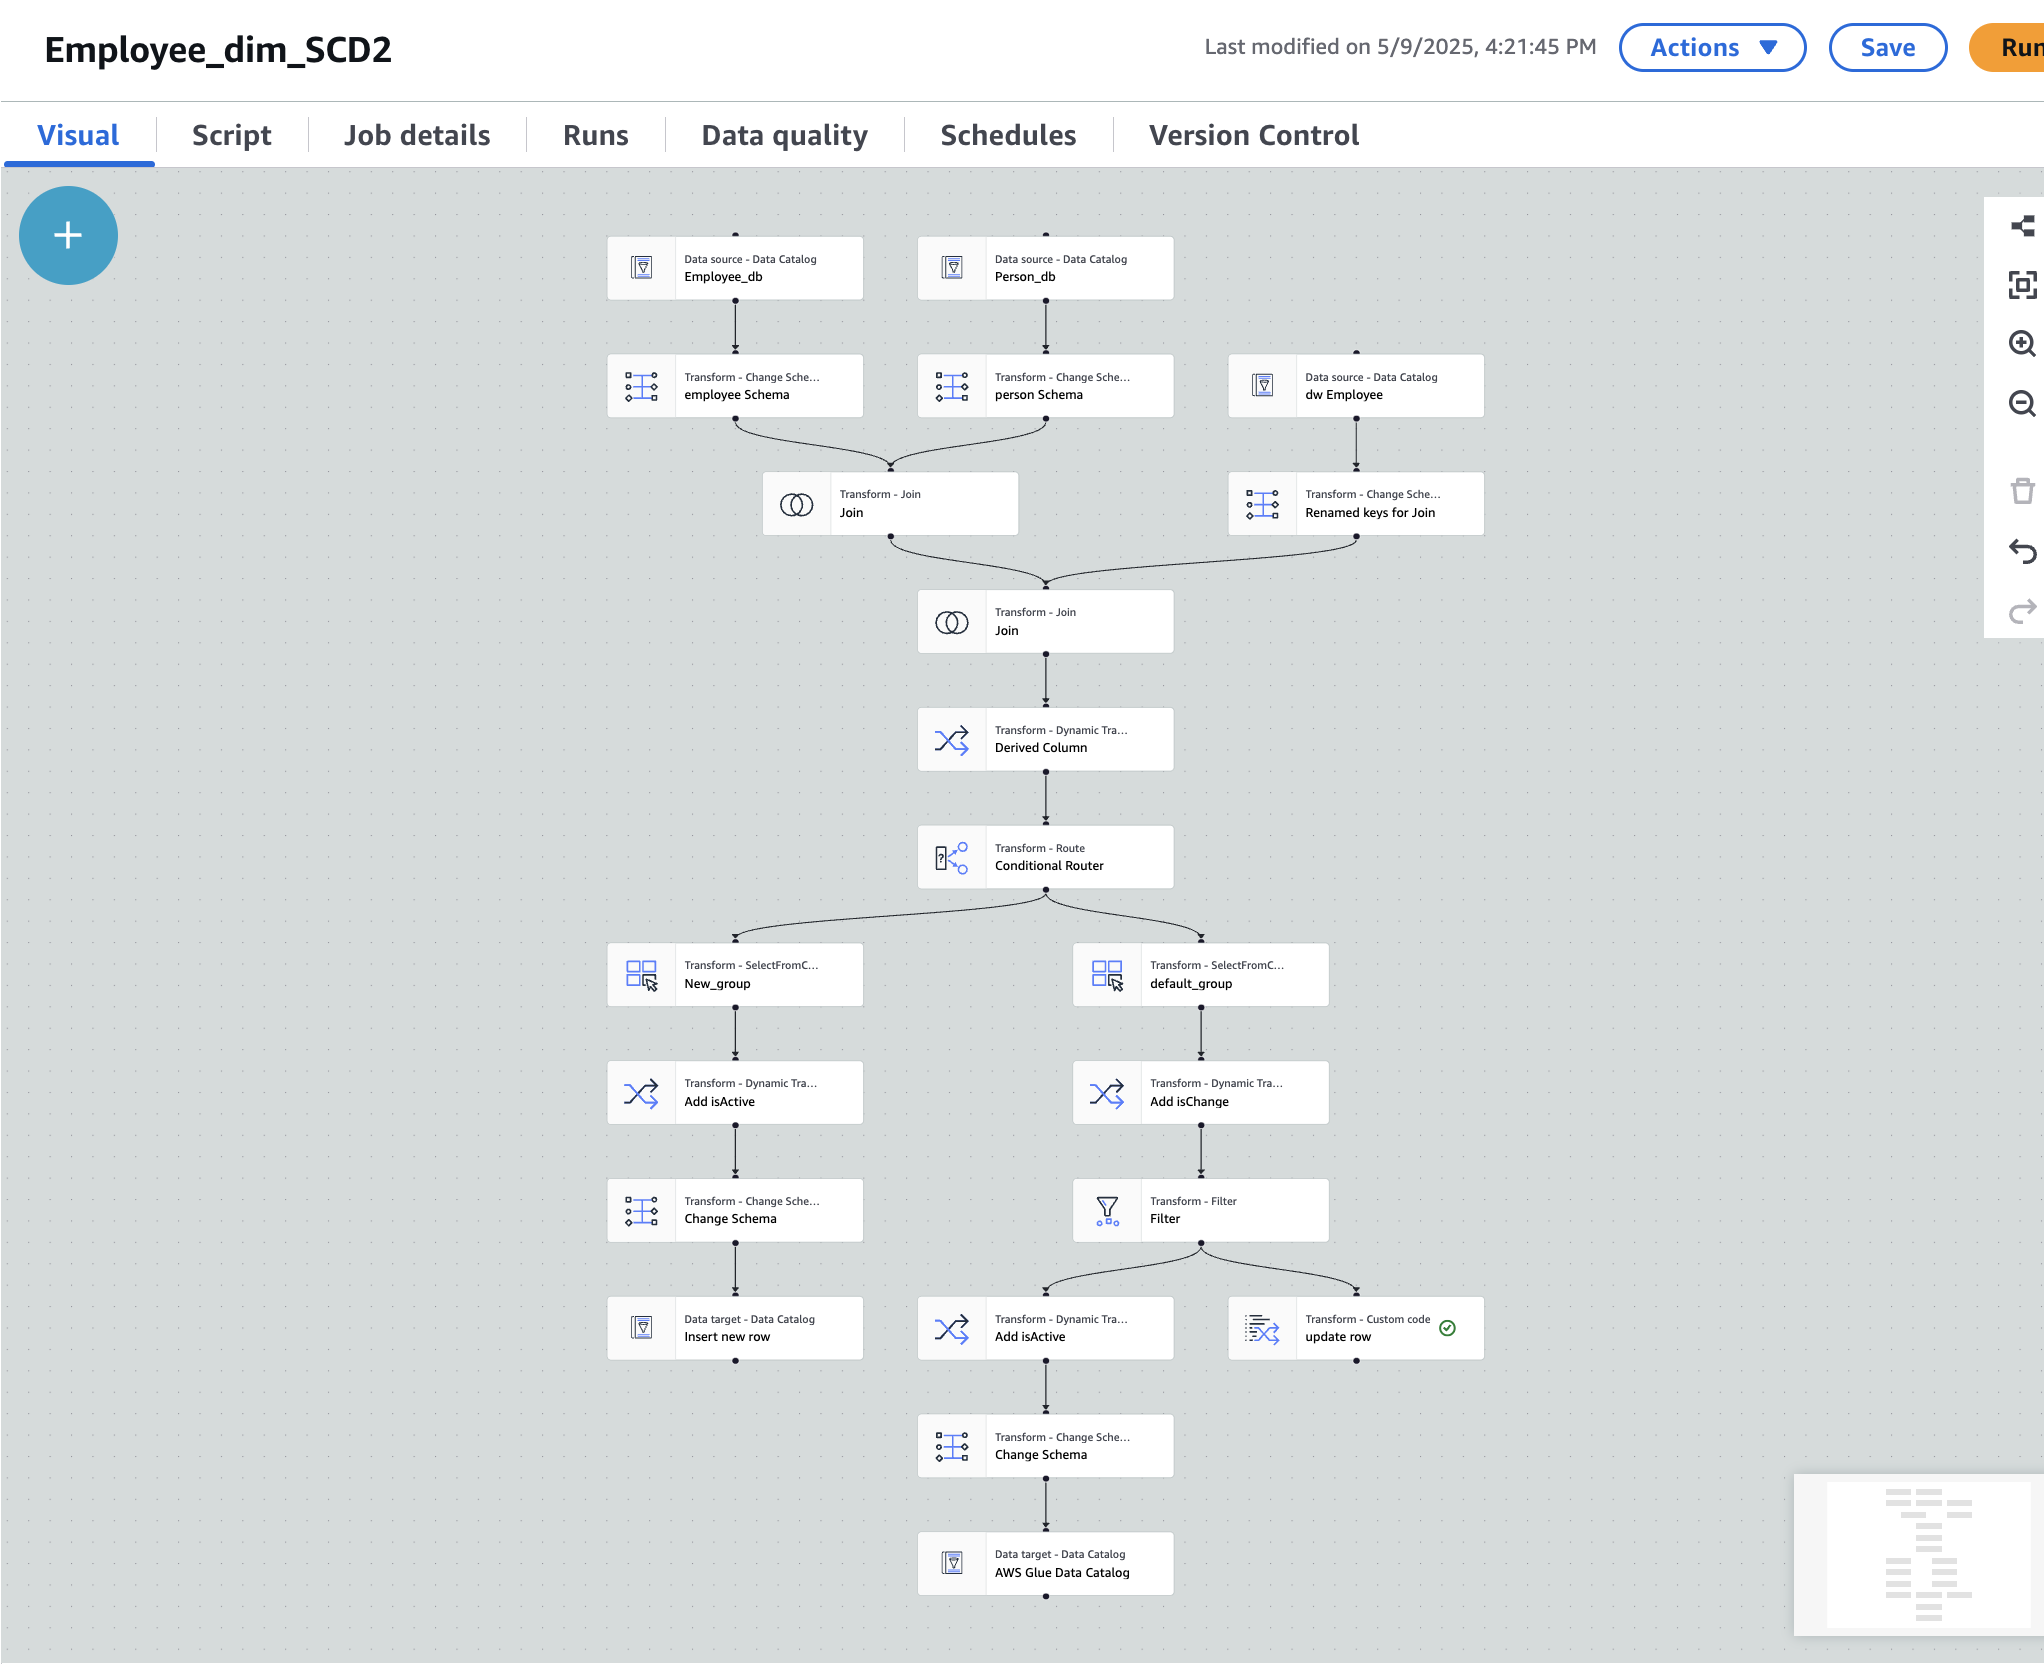 Employee_dim_SCD2
Last modified on 5/9/2025, 4:21:45 PM
Actions
Save
Run
Visual
Script
Job details
Runs
Data quality
Schedules
Version Control
Data source - Data Catalog
Employee_db
Data source - Data Catalog
Person_db
Transform - Change Sche...
employee Schema
Transform - Change Sche...
person Schema
Data source - Data Catalog
dw Employee
Transform - Join
Join
Transform - Change Sche...
Renamed keys for Join
Transform - Join
Join
Transform - Dynamic Tra...
Derived Column
Transform - Route
Conditional Router
Transform - SelectFromC...
New_group
Transform - SelectFromC...
default_group
Transform - Dynamic Tra...
Add isActive
Transform - Dynamic Tra...
Add isChange
Transform - Change Sche...
Change Schema
Transform - Filter
Filter
Data target - Data Catalog
Insert new row
Transform - Dynamic Tra...
Add isActive
Transform - Custom code
update row
Transform - Change Sche...
Change Schema
Data target - Data Catalog
AWS Glue Data Catalog